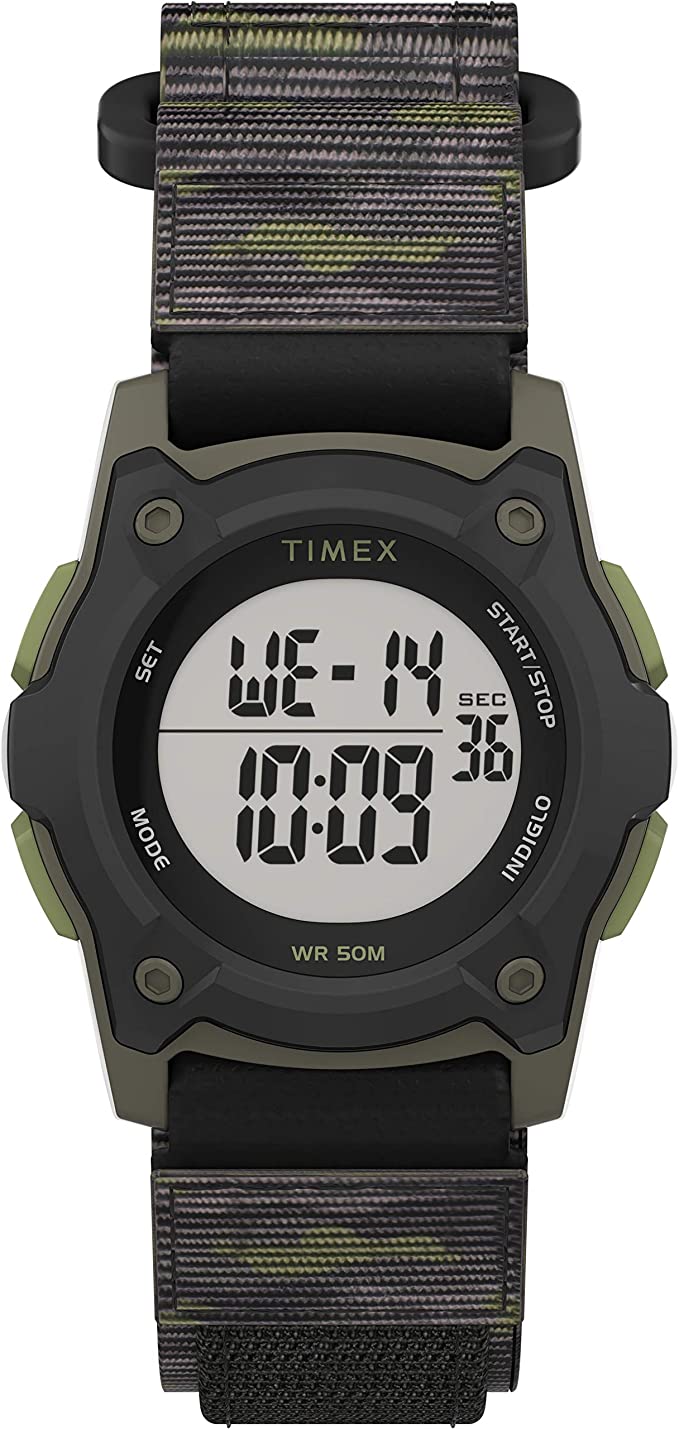 TIMEX
SET
START/STOP
WE-14
SEC
36
10:09
MODE
INDIGLO
WR 50M